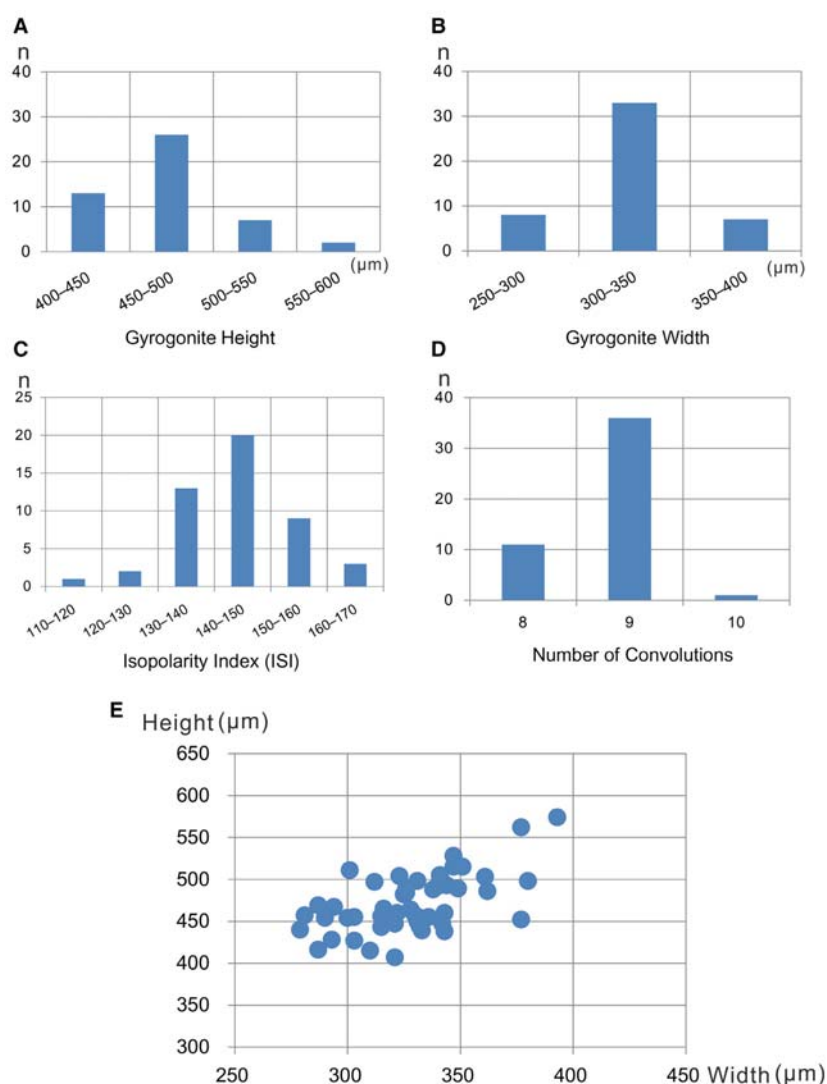 A
n
40
30
20
10
0
400–450
450–500
500–550
550–600
(µm)
Gyrogonite Height
B
n
40
30
20
10
0
250–300
300–350
350–400
(µm)
Gyrogonite Width
C
n
25
20
15
10
5
0
110–120
120–130
130–140
140–150
150–160
160–170
Isopolarity Index (ISI)
D
n
40
30
20
10
0
8
9
10
Number of Convolutions
E
Height (µm)
650
600
550
500
450
400
350
300
250
300
350
400
450
Width (µm)